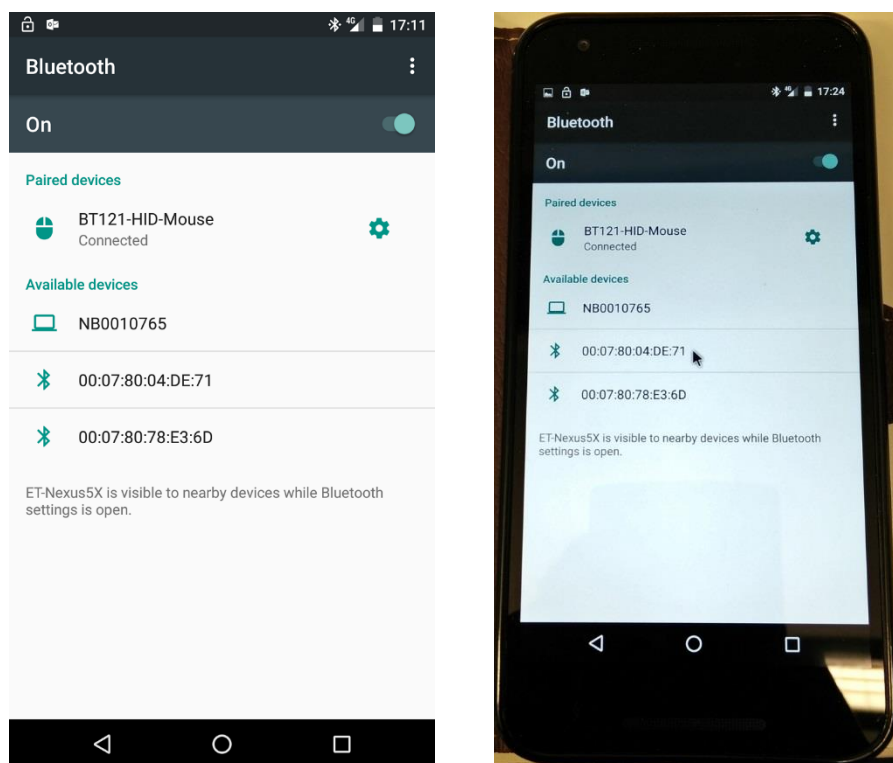 4G 17:11
Bluetooth
On
Paired devices
BT121-HID-Mouse
Connected
Available devices
NB0010765
00:07:80:04:DE:71
00:07:80:78:E3:6D
ET-Nexus5X is visible to nearby devices while Bluetooth
settings is open.
4G 17:24
Bluetooth
On
Paired devices
BT121-HID-Mouse
Connected
Available devices
NB0010765
00:07:80:04:DE:71
00:07:80:78:E3:6D
ET-Nexus5X is visible to nearby devices while Bluetooth
settings is open.